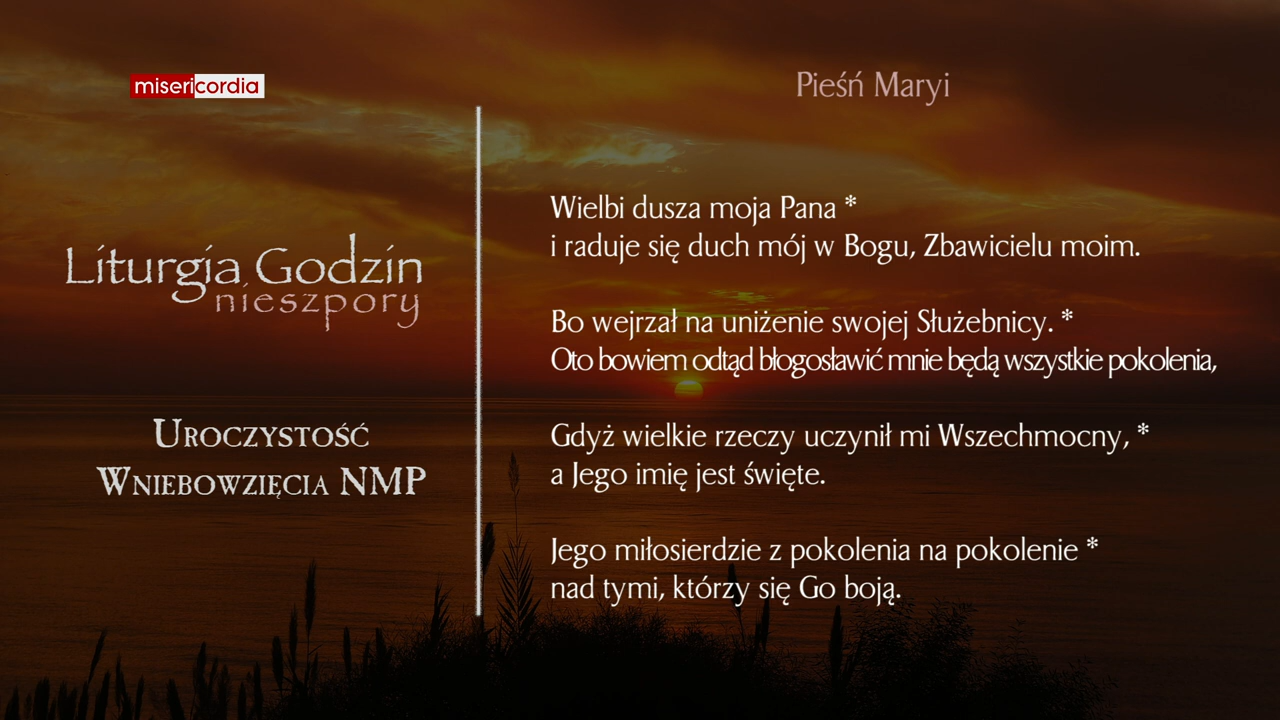 misericordia
Liturgia Godzin
nieszpory
Uroczystość
Wniebowzięcia NMP
Pieśń Maryi
Wielbi dusza moja Pana *
i raduje się duch mój w Bogu, Zbawicielu moim.
Bo wejrzał na uniżenie swojej Służebnicy. *
Oto bowiem odtąd błogosławić mnie będą wszystkie pokolenia,
Gdyż wielkie rzeczy uczynił mi Wszechmocny, *
a Jego imię jest święte.
Jego miłosierdzie z pokolenia na pokolenie *
nad tymi, którzy się Go boją.